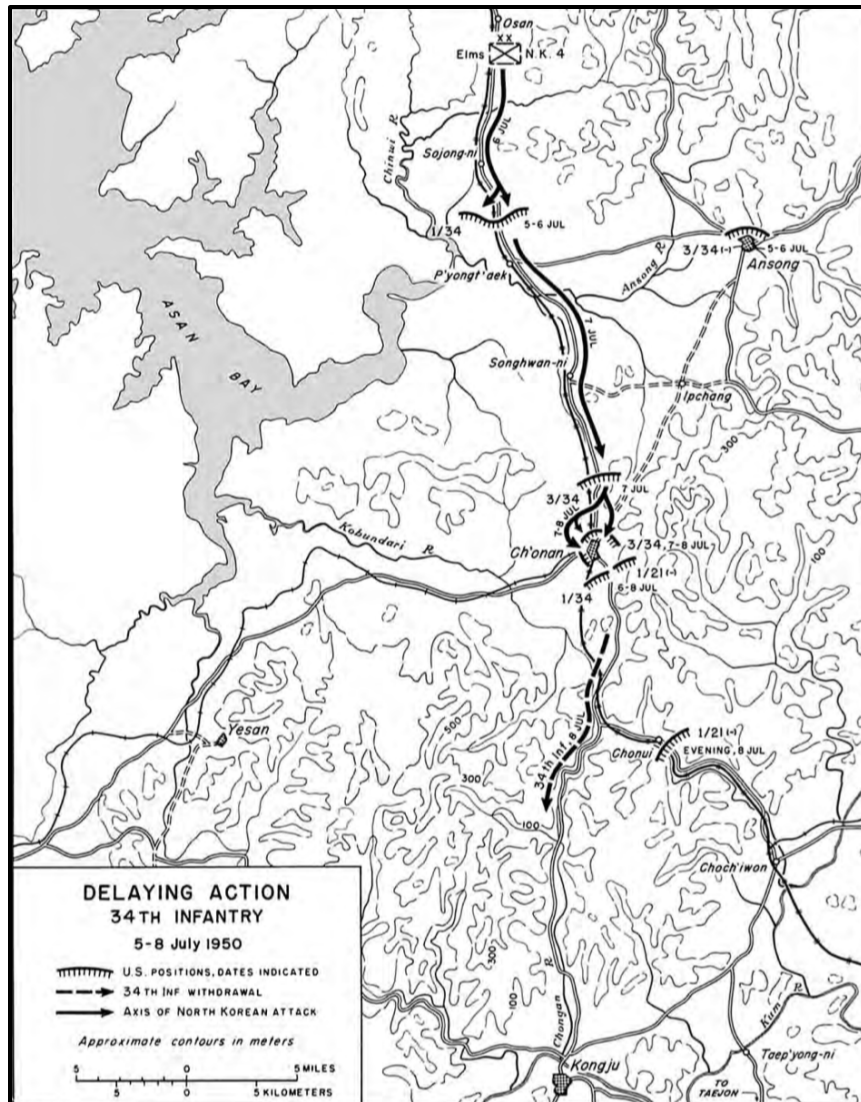 Osan
XX
Elms N.K. 4
6 JUL
Chinwi R
Sojong-ni
1/34
5-6 JUL
P'yongt'aek
Ansong R
3/34 (-)
5-6 JUL
Ansong
ASAN BAY
7 JUL
Songhwan-ni
Ipchang
300
7 JUL
3/34
7-8 JUL
Kobundari R
Ch'onan
3/34, 7-8 JUL
1/21 (-)
6-8 JUL
1/34
100
Yesan
500
300
100
34th Inf, 8 JUL
Chonui
1/21 (-)
EVENING, 8 JUL
Choch'iwon
300
100
Chongan R
Kongju
Kum R
Taep'yong-ni
TO
TAEJON
DELAYING ACTION
34TH INFANTRY
5-8 July 1950
U.S. POSITIONS, DATES INDICATED
34TH INF WITHDRAWAL
AXIS OF NORTH KOREAN ATTACK
Approximate contours in meters
5 0 5 MILES
5 0 5 KILOMETERS